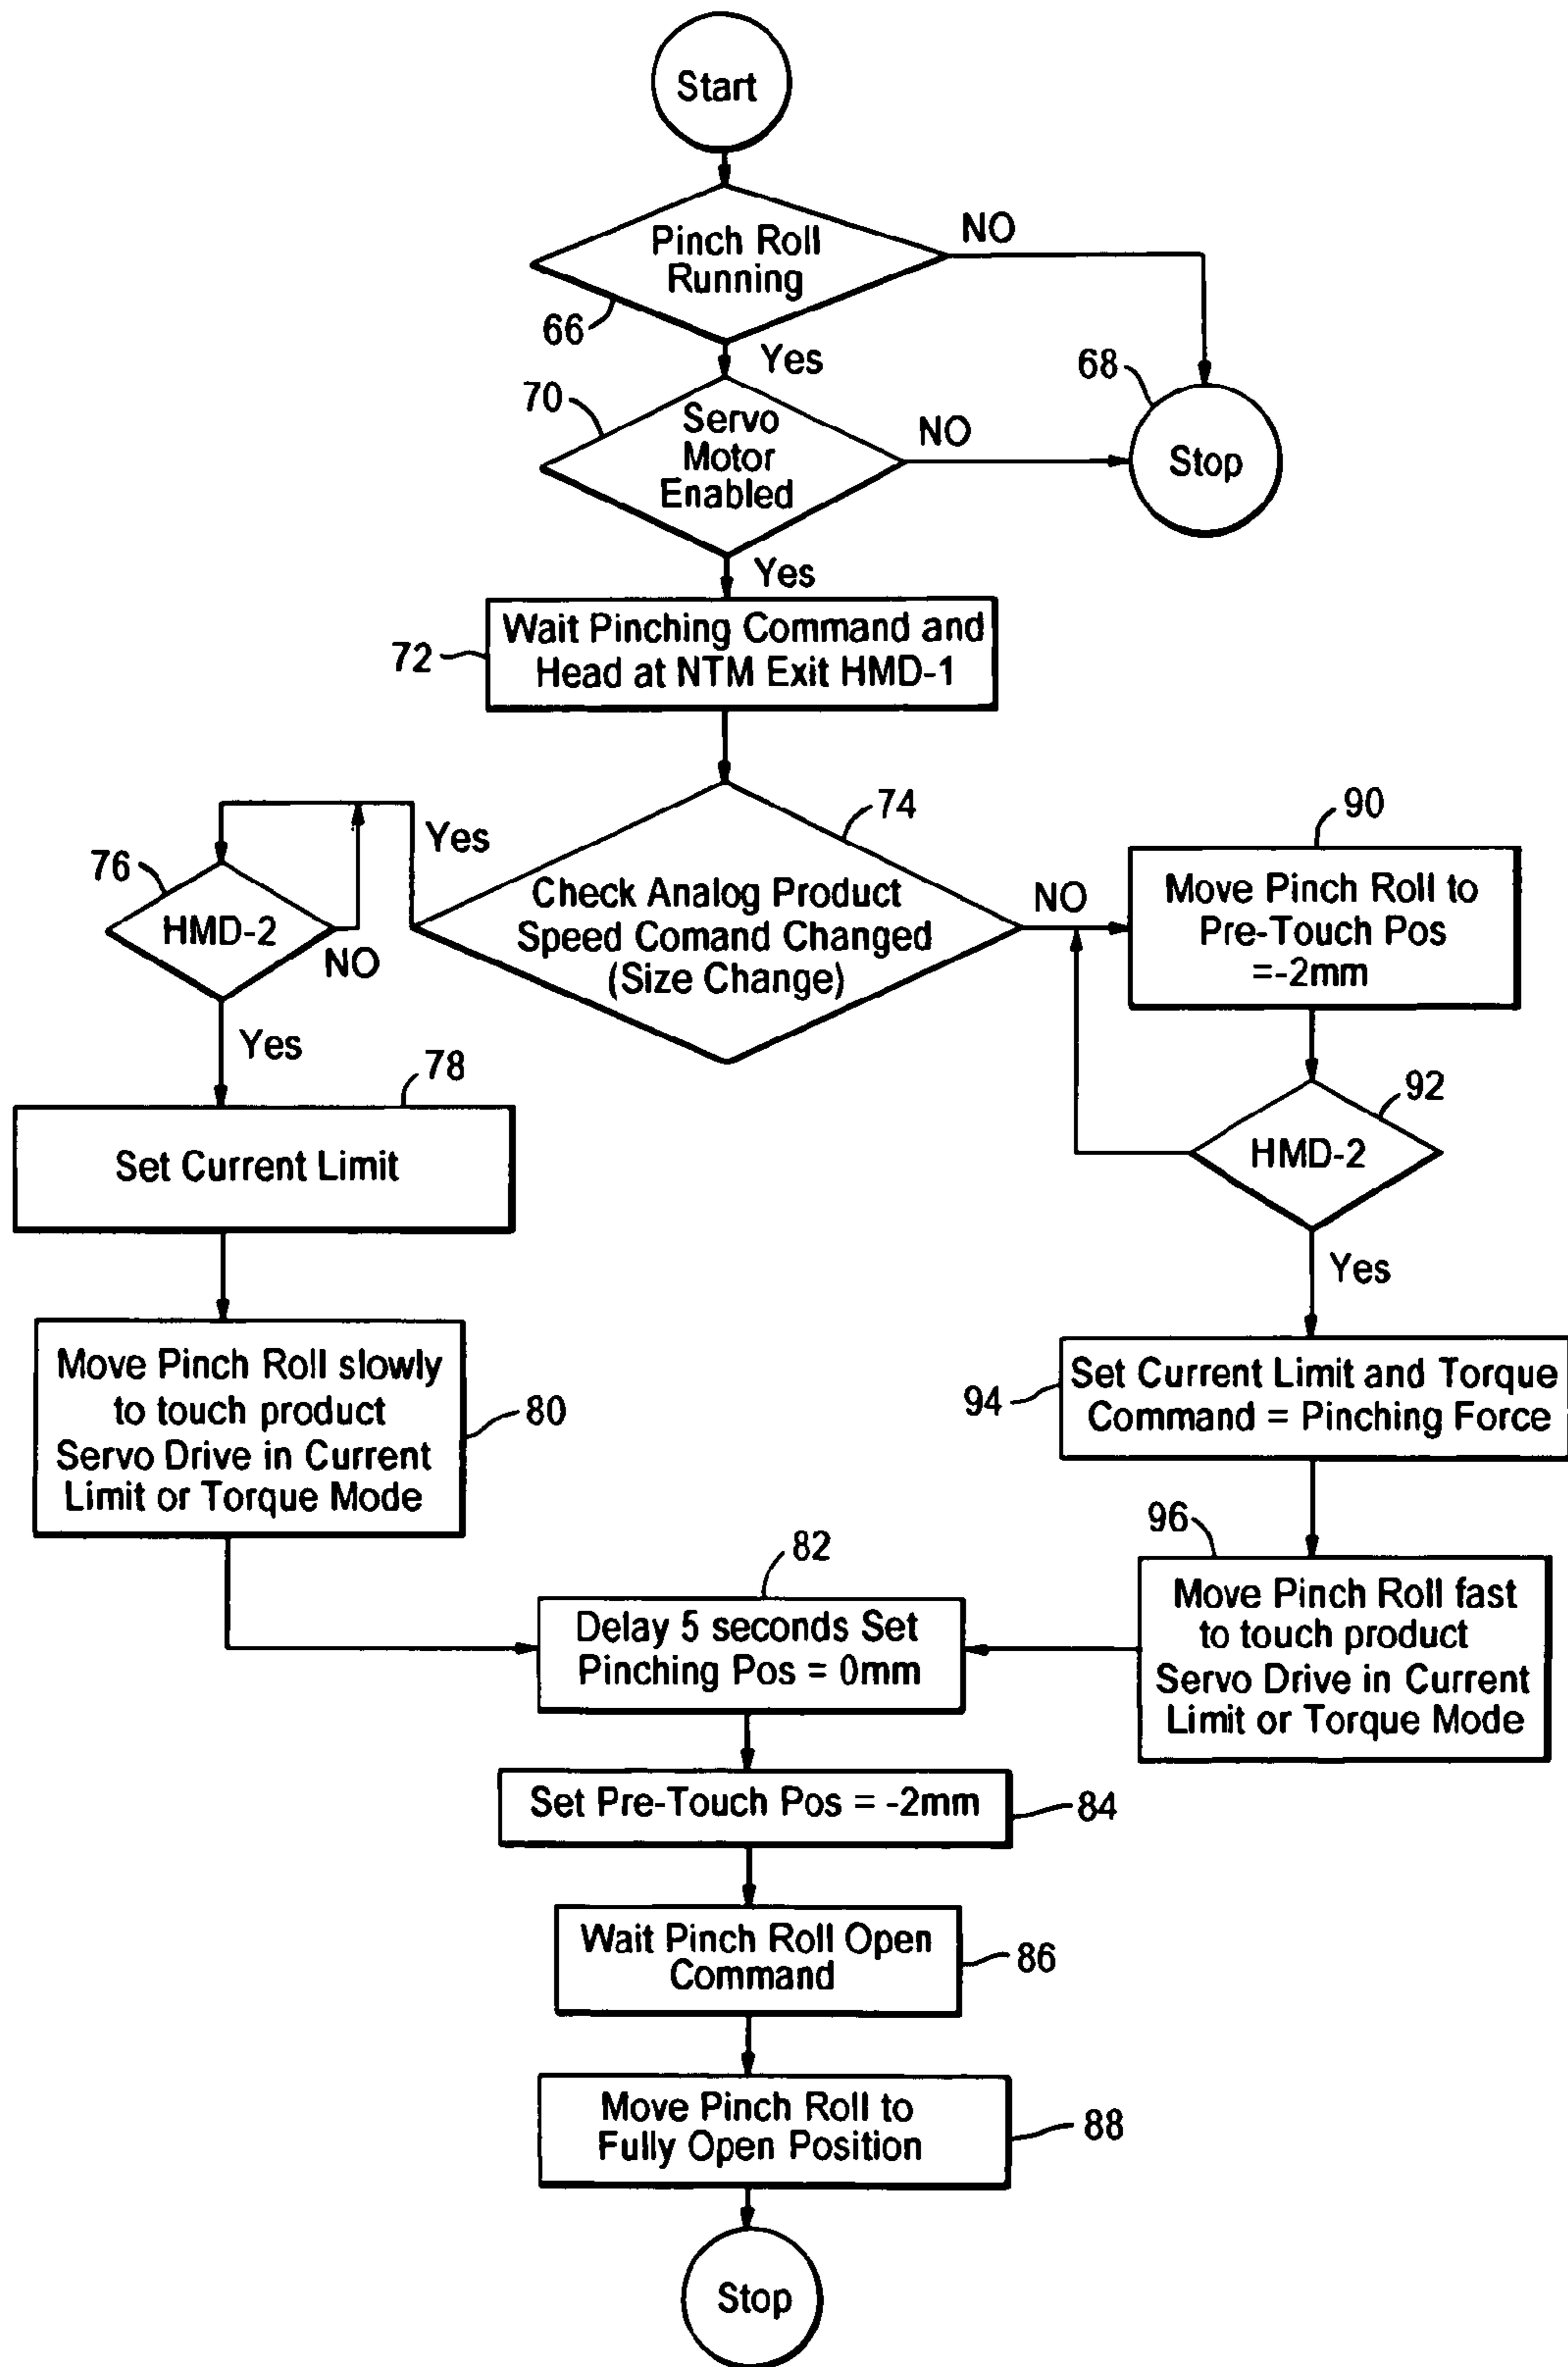 Start
Pinch Roll
Running
NO
66
Yes
68
70
Servo
Motor
Enabled
NO
Stop
Yes
72
Wait Pinching Command and
Head at NTM Exit HMD-1
74
90
Yes
76
HMD-2
NO
Check Analog Product
Speed Comand Changed
(Size Change)
NO
Move Pinch Roll to
Pre-Touch Pos
=-2mm
Yes
78
92
HMD-2
Set Current Limit
Yes
Move Pinch Roll slowly
to touch product
Servo Drive in Current
Limit or Torque Mode
80
94
Set Current Limit and Torque
Command = Pinching Force
82
96
Delay 5 seconds Set
Pinching Pos = 0mm
Move Pinch Roll fast
to touch product
Servo Drive in Current
Limit or Torque Mode
Set Pre-Touch Pos = -2mm
84
Wait Pinch Roll Open
Command
86
Move Pinch Roll to
Fully Open Position
88
Stop